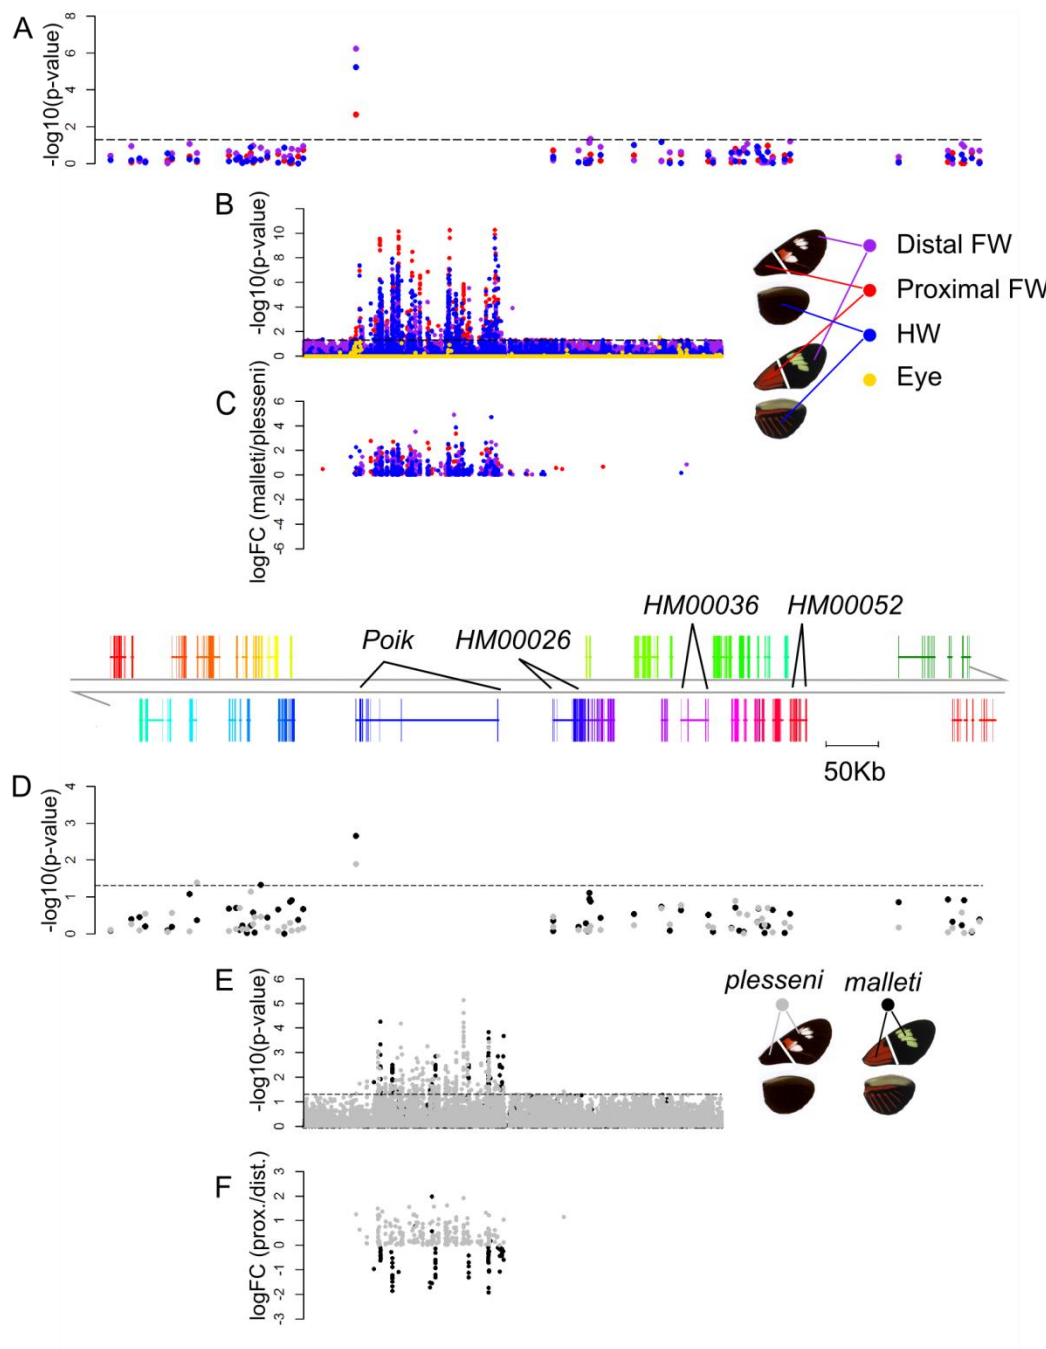 A
-log10(p-value)
8
6
4
2
0
B
-log10(p-value)
10
8
6
4
2
0
Distal FW
Proximal FW
HW
Eye
C
logFC (malleti/plesseni)
6
4
2
0
-2
-4
-6
HM00036
HM00052
Poik
HM00026
50Kb
D
-log10(p-value)
4
3
2
1
0
E
-log10(p-value)
6
5
4
3
2
1
0
plesseni
malleti
F
logFC (prox./dist.)
3
2
1
0
-1
-2
-3